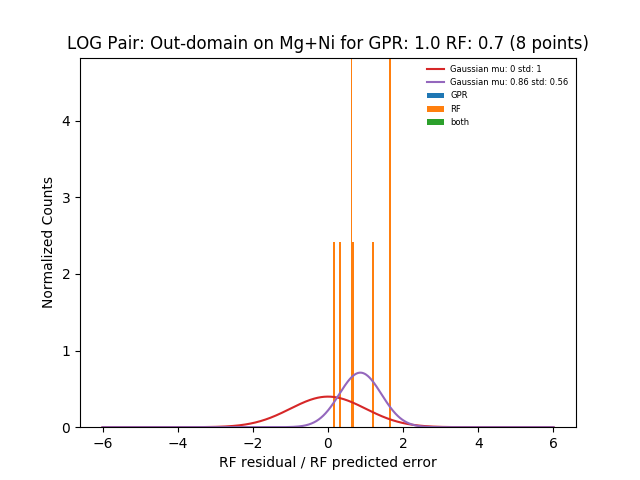 LOG Pair: Out-domain on Mg+Ni for GPR: 1.0 RF: 0.7 (8 points)
Gaussian mu: 0 std: 1
Gaussian mu: 0.86 std: 0.56
GPR
RF
both
Normalized Counts
4
3
2
1
0
−6
−4
−2
0
2
4
6
RF residual / RF predicted error